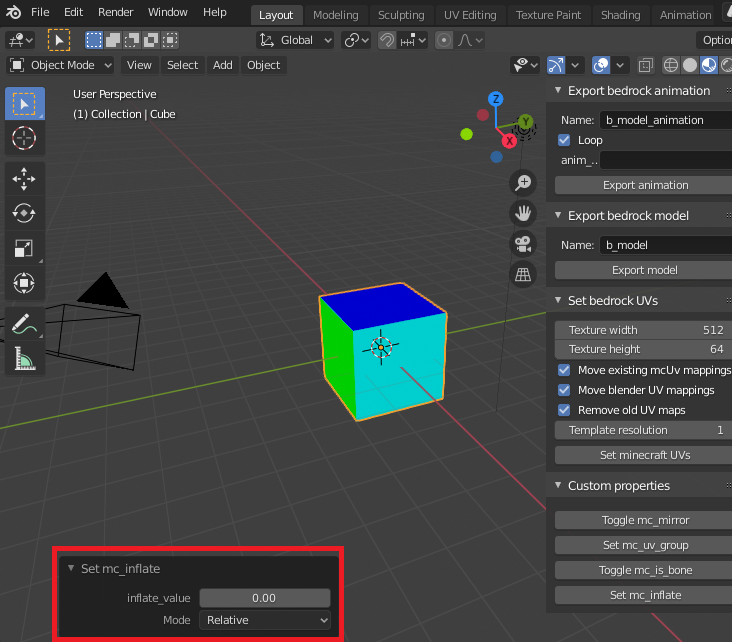 File Edit Render Window Help Layout Modeling Sculpting UV Editing Texture Paint Shading Animation
Global
Object Mode View Select Add Object
User Perspective
(1) Collection | Cube
Z
Y
X
Export bedrock animation
Name: b_model_animation
Loop
anim_..
Export animation
Export bedrock model
Name: b_model
Export model
Set bedrock UVs
Texture width 512
Texture height 64
Move existing mcUv mappings
Move blender UV mappings
Remove old UV maps
Template resolution 1
Set minecraft UVs
Custom properties
Toggle mc_mirror
Set mc_uv_group
Toggle mc_is_bone
Set mc_inflate
Set mc_inflate
inflate_value 0.00
Mode Relative